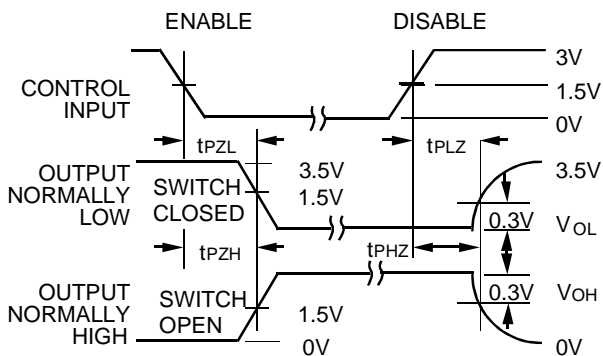 ENABLE DISABLE
CONTROL
INPUT
3V
1.5V
0V
tPZL tPLZ
OUTPUT
NORMALLY
LOW
SWITCH
CLOSED
3.5V
1.5V
3.5V
0.3V VOL
tPZH tPHZ
OUTPUT
NORMALLY
HIGH
SWITCH
OPEN
1.5V
0V
0.3V VOH
0V